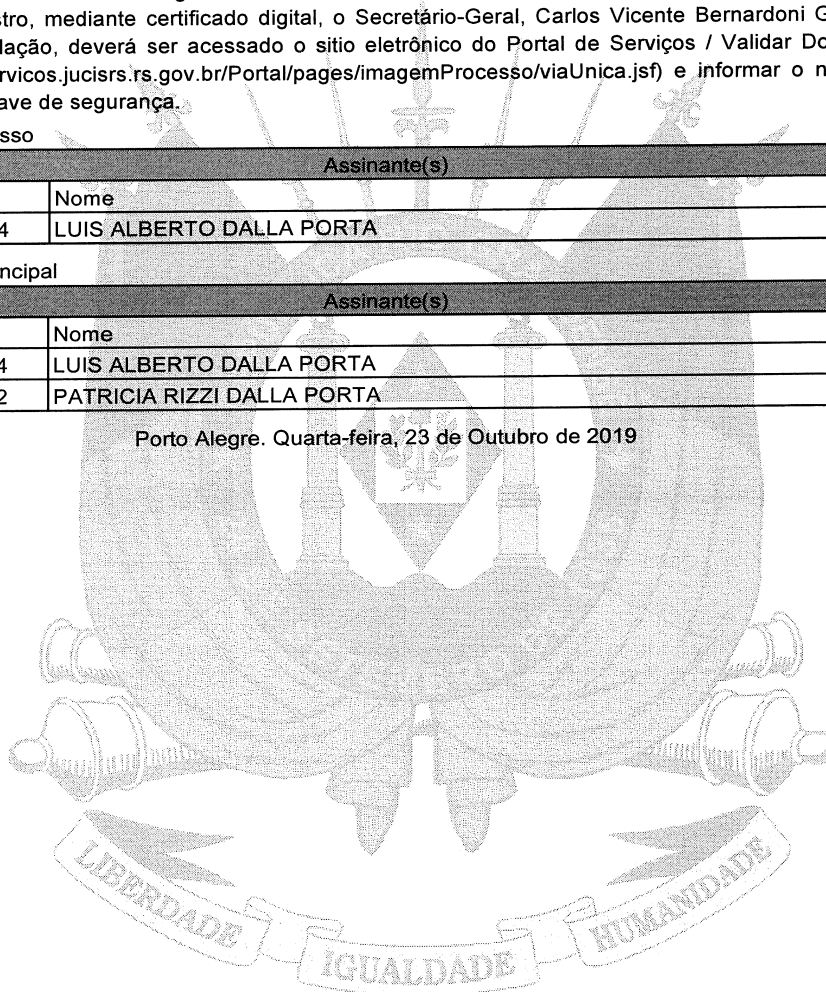 stro, mediante certificado digital, o Secretário-Geral, Carlos Vicente Bernardoni G
lação, deverá ser acessado o sitio eletrônico do Portal de Serviços / Validar Do
rvicos.jucisrs.rs.gov.br/Portal/pages/imagemProcesso/viaUnica.jsf) e informar o n
ave de segurança.
sso
Assinante(s)
Nome
4 LUIS ALBERTO DALLA PORTA
ncipal
Assinante(s)
Nome
4 LUIS ALBERTO DALLA PORTA
2 PATRICIA RIZZI DALLA PORTA
Porto Alegre. Quarta-feira, 23 de Outubro de 2019
LIBERDADE
IGUALDADE
HUMANIDADE